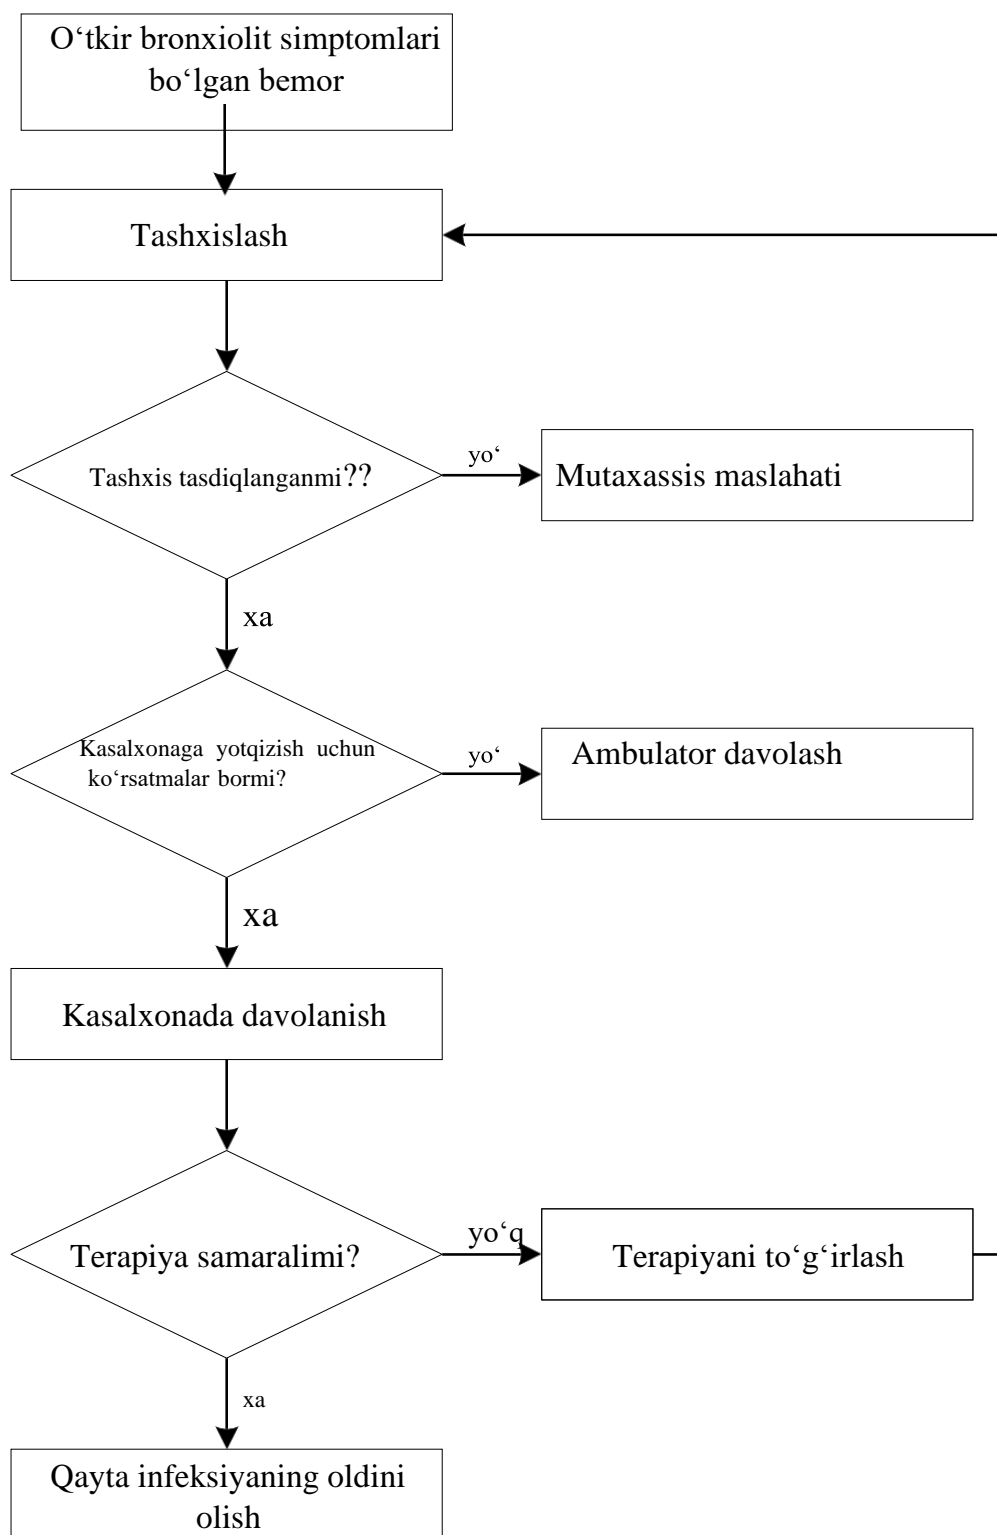 O‘tkir bronxiolit simptomlari
bo‘lgan bemor
Tashxislash
Tashxis tasdiqlanganmi??
yo‘
Mutaxassis maslahati
xa
Kasalxonaga yotqizish uchun
ko‘rsatmalar bormi?
yo‘
Ambulator davolash
xa
Kasalxonada davolanish
Terapiya samaralimi?
yo‘q
Terapiyani to‘g‘irlash
xa
Qayta infeksiyaning oldini
olish